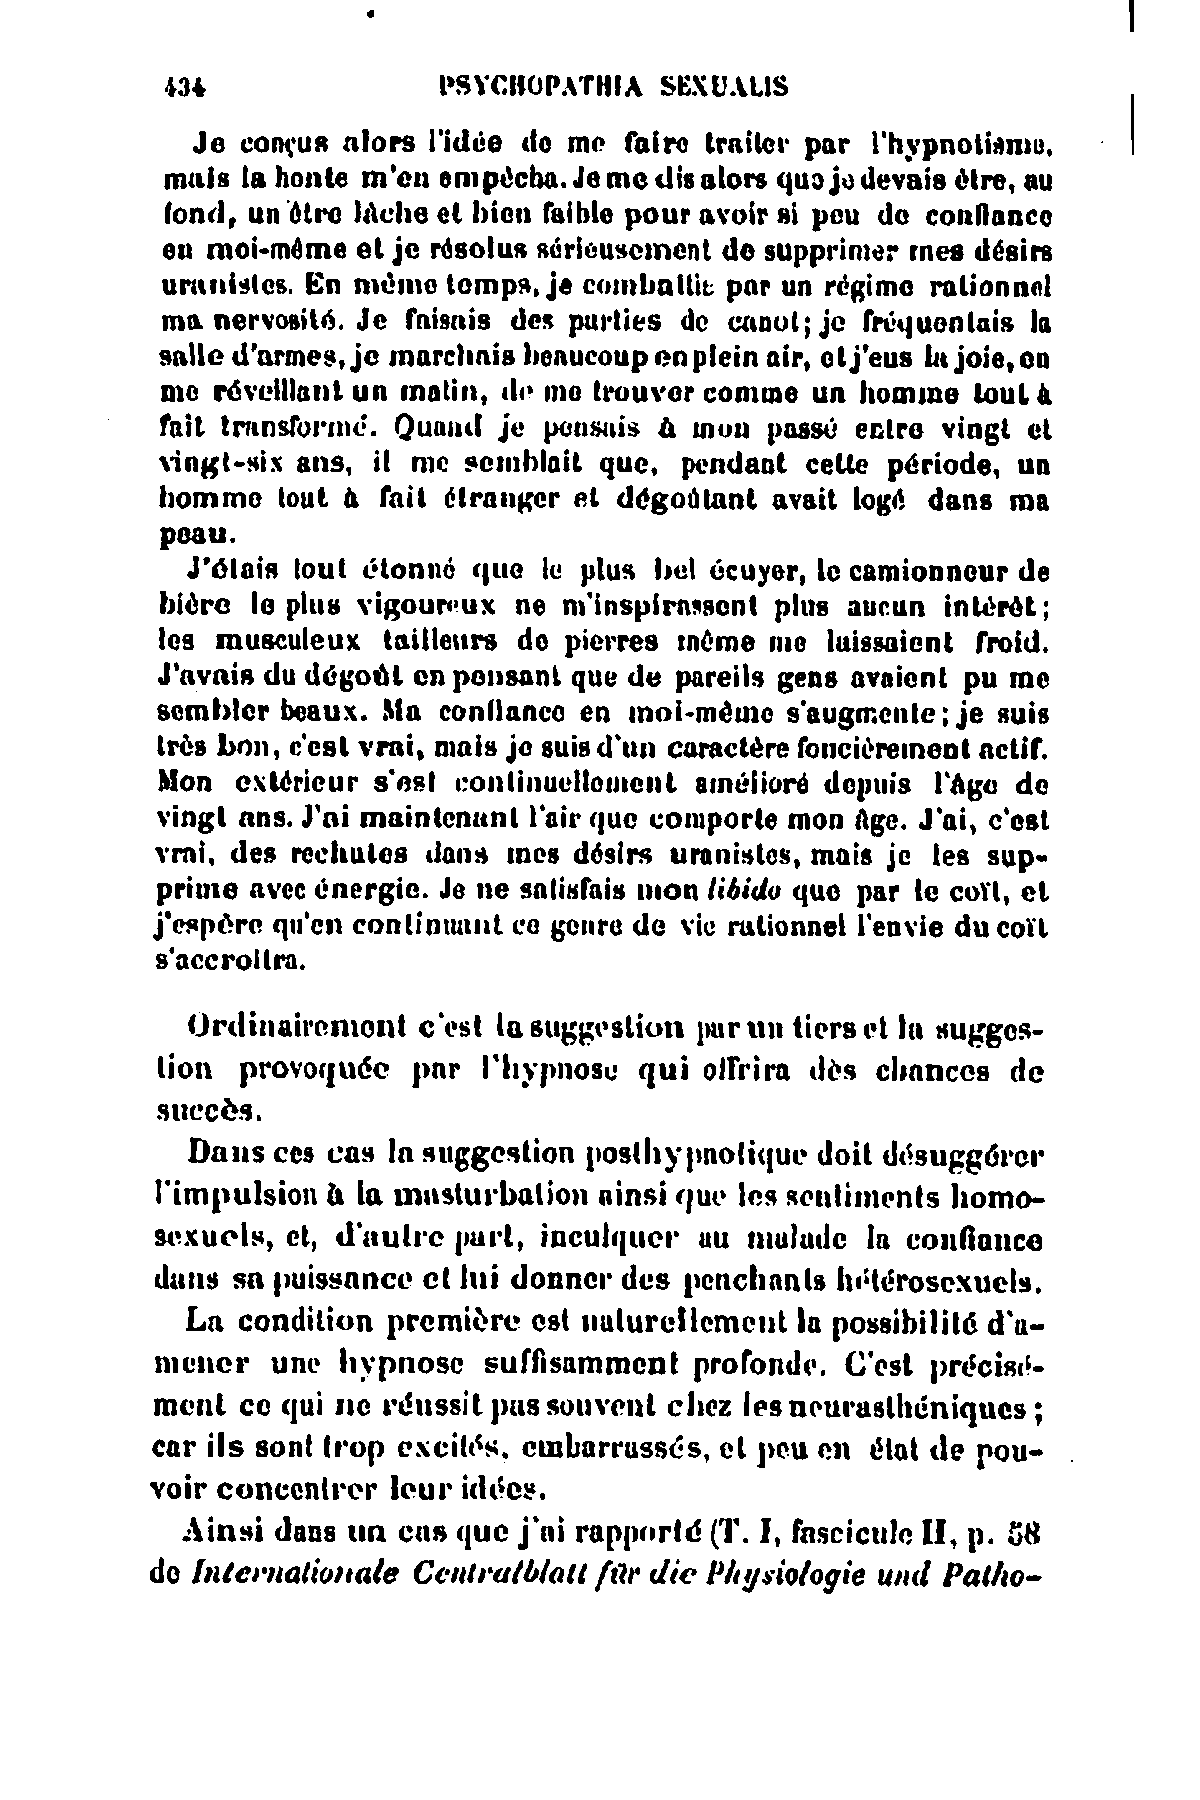 434 PSYCHOPATHIA SEXUALIS
Je conçus alors l'idée de me faire traiter par l'hypnotisme,
mais la honte m'en empêcha. Je me dis alors que je devais être, au
fond, un être lâche et bien faible pour avoir si peu de confiance
en moi-même et je résolus sérieusement de supprimer mes désirs
uranistes. En même temps, je combattis par un régime rationnel
ma nervosité. Je faisais des parties de canot; je fréquentais la
salle d'armes, je marchais beaucoup en plein air, et j'eus la joie, en
me réveillant un matin, de me trouver comme un homme tout à
fait transformé. Quand je pensais à mon passé entre vingt et
vingt-six ans, il me semblait que, pendant cette période, un
homme tout à fait étranger et dégoûtant avait logé dans ma
peau.
J'étais tout étonné que le plus bel écuyer, le camionneur de
bière le plus vigoureux ne m'inspirassent plus aucun intérêt;
les musculeux tailleurs de pierres même me laissaient froid.
J'avais du dégoût en pensant que de pareils gens avaient pu me
sembler beaux. Ma confiance en moi-même s'augmente; je suis
très bon, c'est vrai, mais je suis d'un caractère foncièrement actif.
Mon extérieur s'est continuellement amélioré depuis l'âge de
vingt ans. J'ai maintenant l'air que comporte mon âge. J'ai, c'est
vrai, des rechutes dans mes désirs uranistes, mais je les sup-
prime avec énergie. Je ne satisfais mon libido que par le coït, et
j'espère qu'en continuant ce genre de vie rationnel l'envie du coït
s'accroîtra.
Ordinairement c'est la suggestion par un tiers et la sugges-
tion provoquée par l'hypnose qui offrira dès chances de
succès.
Dans ces cas la suggestion posthypnotique doit désuggérer
l'impulsion à la masturbation ainsi que les sentiments homo-
sexuels, et, d'autre part, inculquer au malade la confiance
dans sa puissance et lui donner des penchants hétérosexuels.
La condition première est naturellement la possibilité d'a-
mener une hypnose suffisamment profonde. C'est précisé-
ment ce qui ne réussit pas souvent chez les neurasthéniques;
car ils sont trop excités, embarrassés, et peu en état de pou-
voir concentrer leur idées.
Ainsi dans un cas que j'ai rapporté (T. I, fascicule II, p. 58
de Internationale Centralblatt für die Physiologie und Patho-